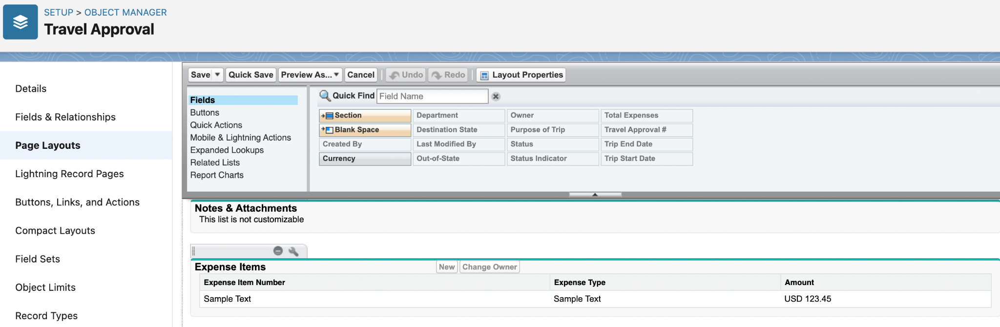 SETUP > OBJECT MANAGER
Travel Approval
Details
Fields & Relationships
Page Layouts
Lightning Record Pages
Buttons, Links, and Actions
Compact Layouts
Field Sets
Object Limits
Record Types
Save Quick Save Preview As... Cancel Undo Redo Layout Properties
Fields
Buttons
Quick Actions
Mobile & Lightning Actions
Expanded Lookups
Related Lists
Report Charts
Quick Find Field Name
Section Department Owner Total Expenses
Blank Space Destination State Purpose of Trip Travel Approval #
Created By Last Modified By Status Trip End Date
Currency Out-of-State Status Indicator Trip Start Date
Notes & Attachments
This list is not customizable
Expense Items New Change Owner
Expense Item Number Expense Type Amount
Sample Text Sample Text USD 123.45